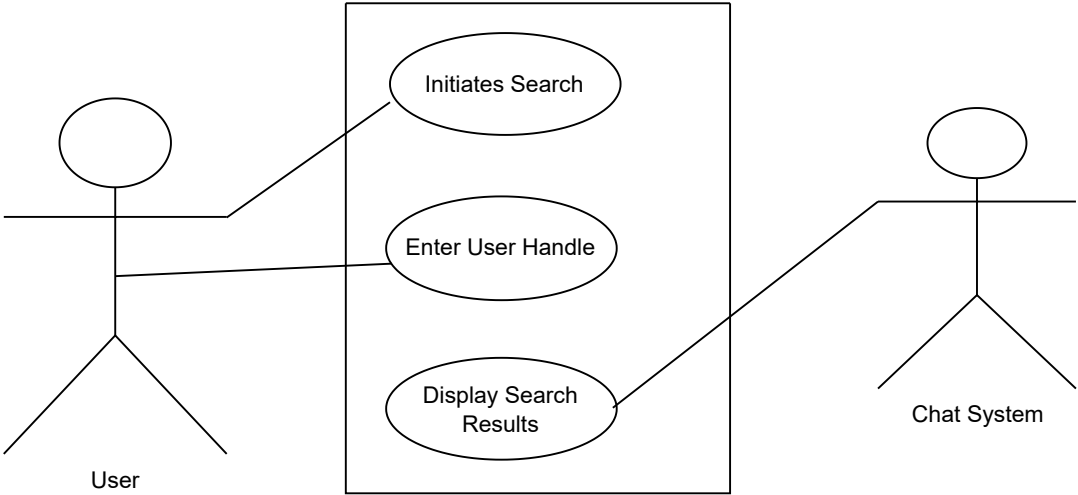 Initiates Search
Enter User Handle
Display Search
Results
User
Chat System